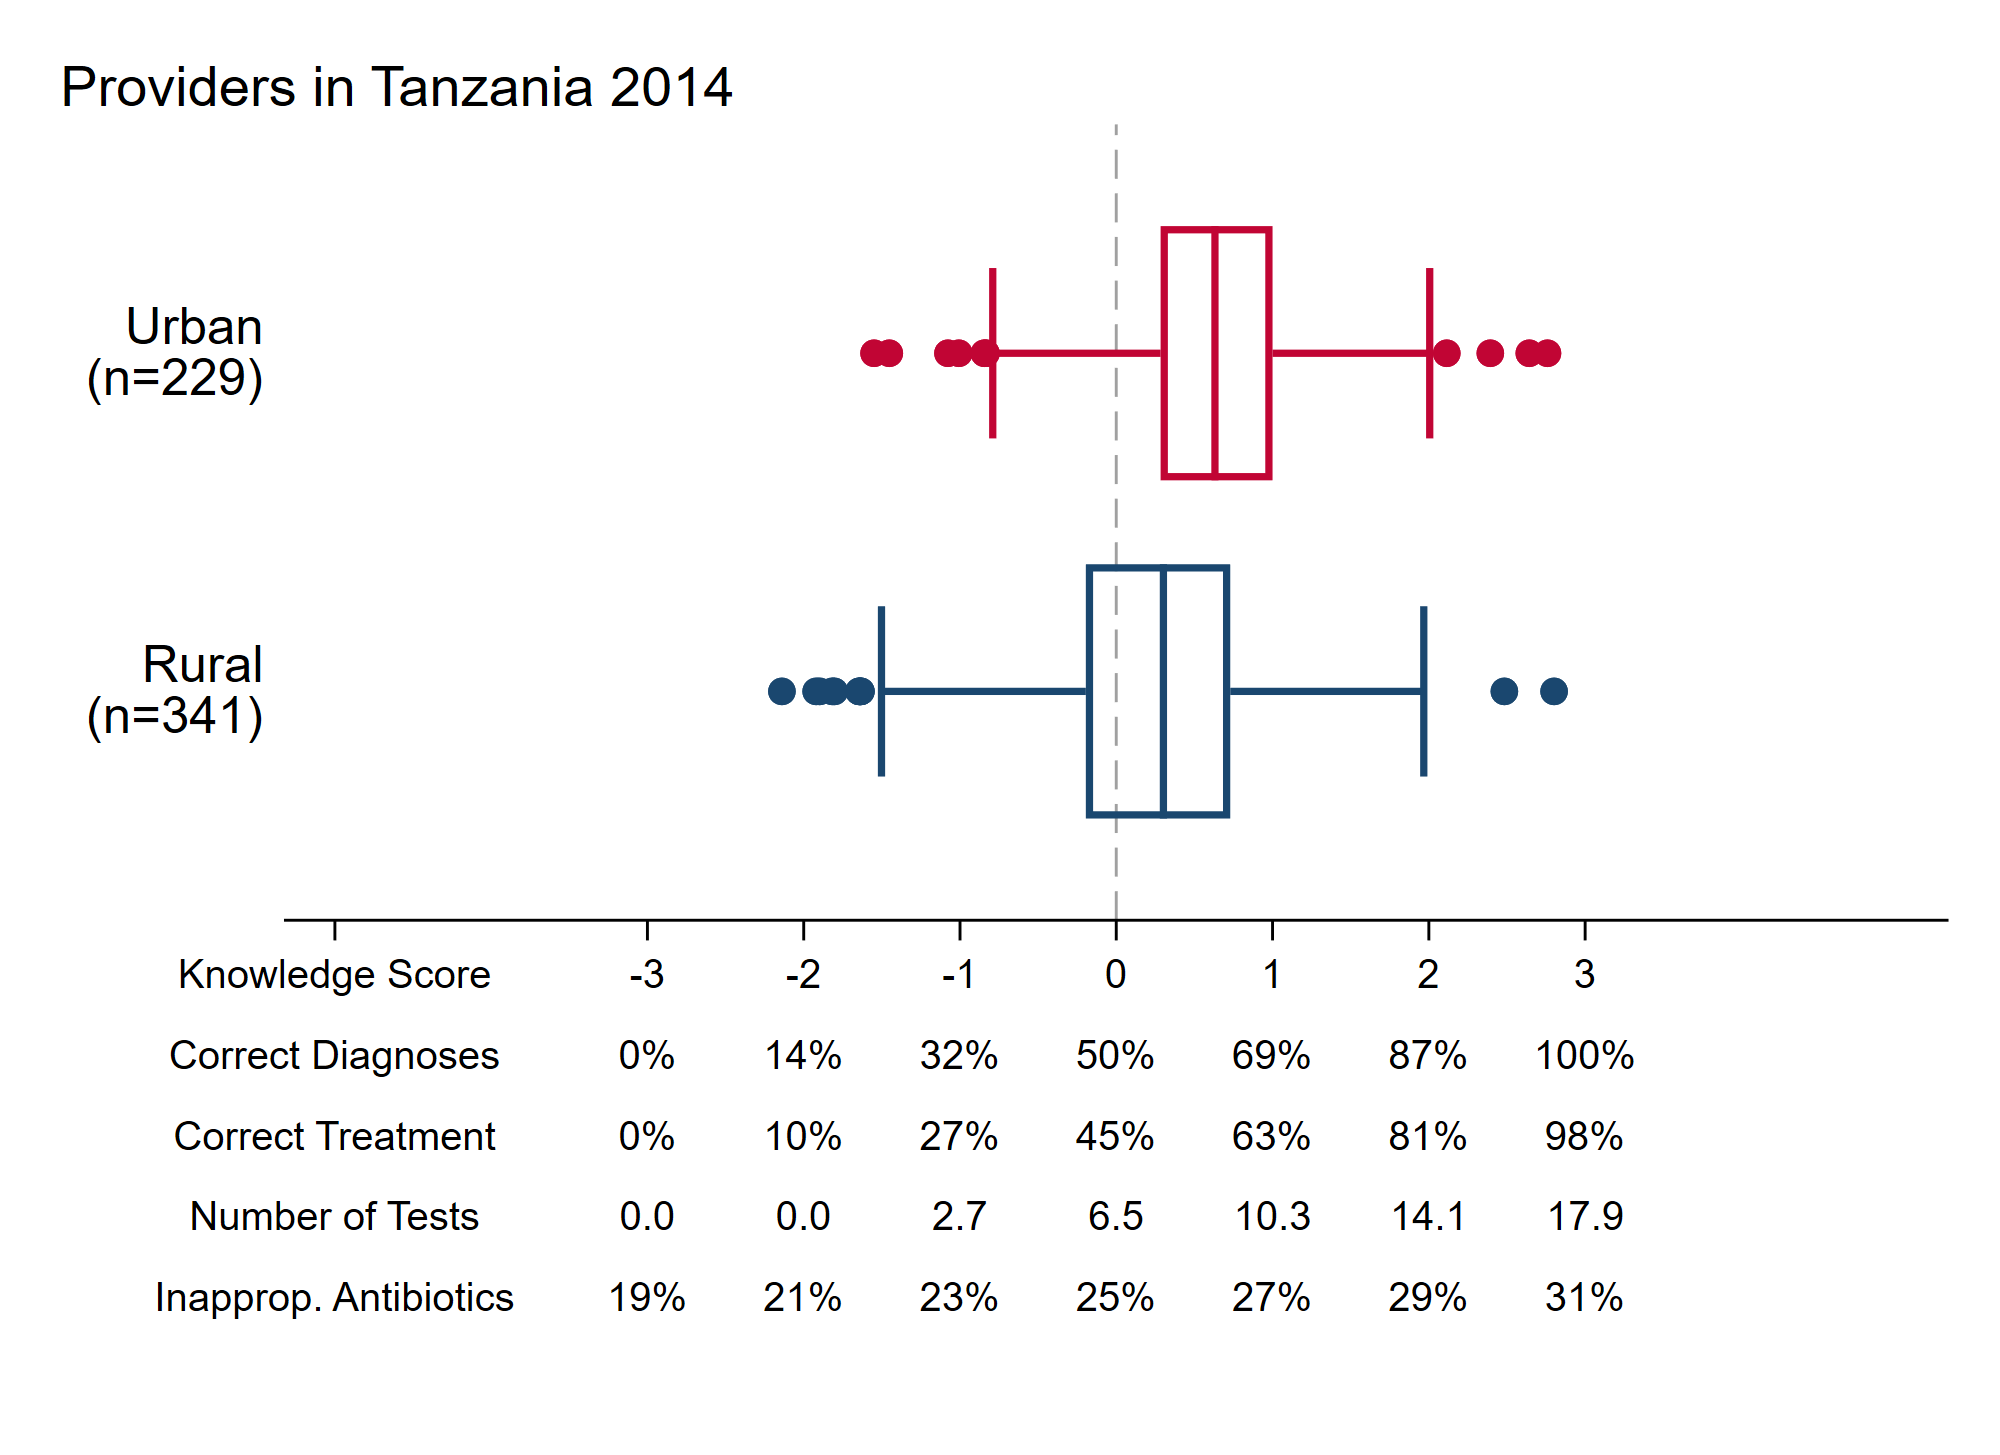 Providers in Tanzania 2014
Urban
(n=229)
Rural
(n=341)
Knowledge Score -3 -2 -1 0 1 2 3
Correct Diagnoses 0% 14% 32% 50% 69% 87% 100%
Correct Treatment 0% 10% 27% 45% 63% 81% 98%
Number of Tests 0.0 0.0 2.7 6.5 10.3 14.1 17.9
Inapprop. Antibiotics 19% 21% 23% 25% 27% 29% 31%